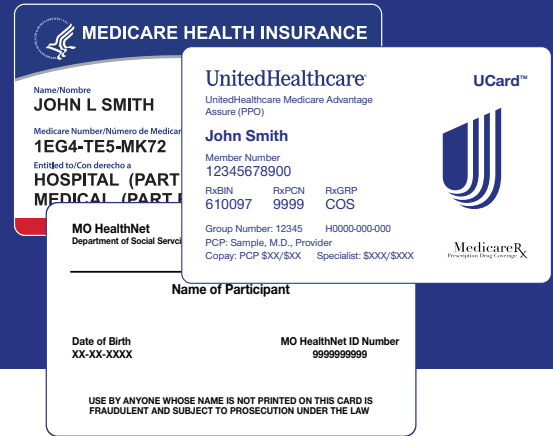 MEDICARE HEALTH INSURANCE
Name/Nombre
JOHN L SMITH
Medicare Number/Número de Medicar
1EG4-TE5-MK72
Entitled to/Con derecho a
HOSPITAL (PART
MEDICAL (PART
UnitedHealthcare®
UCard™
UnitedHealthcare Medicare Advantage
Assure (PPO)
John Smith
Member Number
12345678900
RxBIN RxPCN RxGRP
610097 9999 COS
Group Number: 12345 H0000-000-000
PCP: Sample, M.D., Provider
Copay: PCP $XX/$XX Specialist: $XXX/$XXX
MedicareRx
Prescription Drug Coverage
MO HealthNet
Department of Social Servci
Name of Participant
Date of Birth MO HealthNet ID Number
XX-XX-XXXX 9999999999
USE BY ANYONE WHOSE NAME IS NOT PRINTED ON THIS CARD IS
FRAUDULENT AND SUBJECT TO PROSECUTION UNDER THE LAW